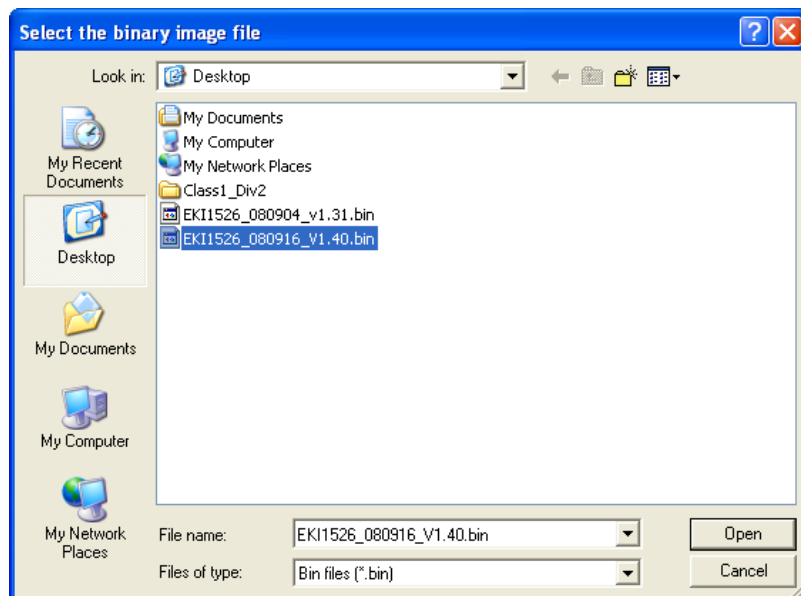 Select the binary image file
Look in: Desktop
My Recent
Documents
Desktop
My Documents
My Computer
My Network
Places
My Documents
My Computer
My Network Places
Class1_Div2
EKI1526_080904_v1.31.bin
EKI1526_080916_V1.40.bin
File name: EKI1526_080916_V1.40.bin Open
Files of type: Bin files (*.bin) Cancel